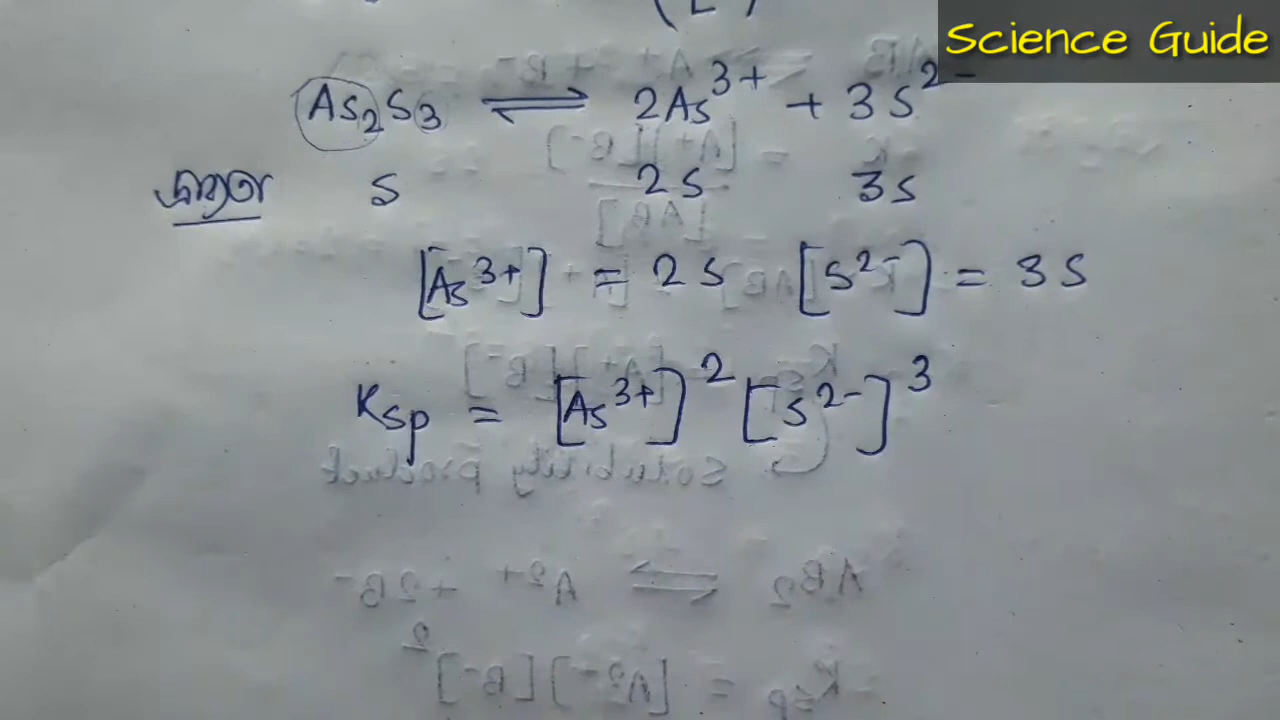 Science Guide
As₂S₃ ⇌ 2As³⁺ + 3S²⁻
দ্রাব্যতা S 2S 3S
[As³⁺] = 2S [S²⁻] = 3S
Ksp = [As³⁺]² [S²⁻]³